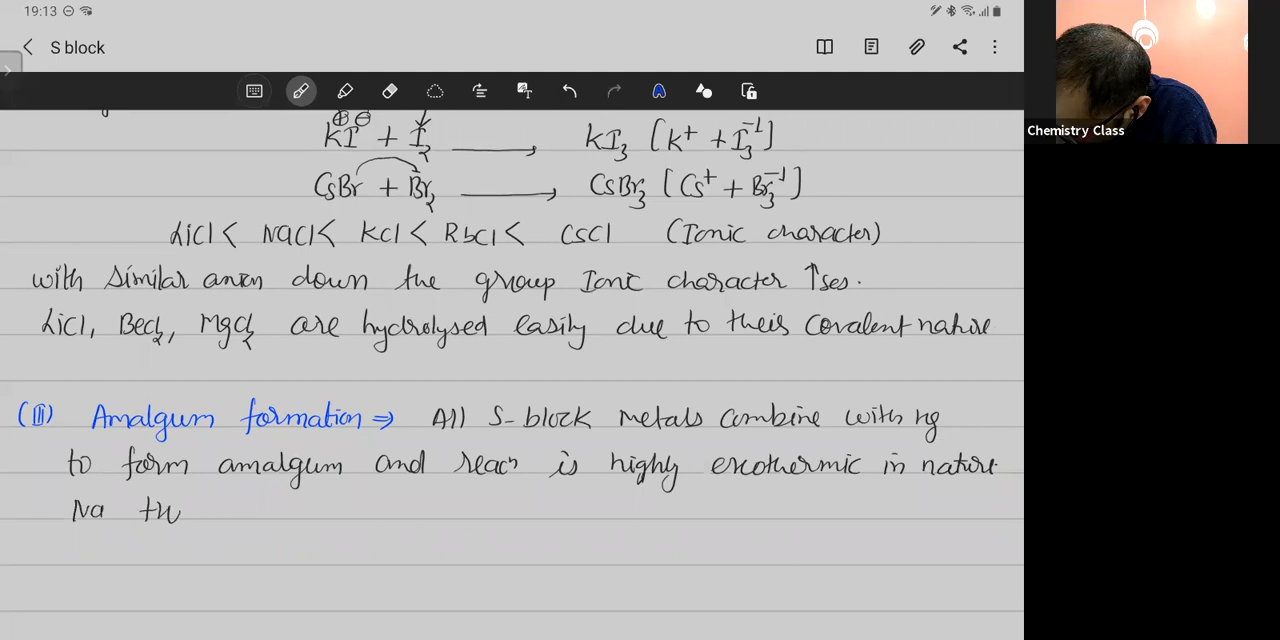 19:13
S block
KI + I2 → KI3 [K+ + I3-1]
CsBr + Br2 → CsBr3 [Cs+ + Br3-1]
LiCl < NaCl < KCl < RbCl < CsCl (Ionic character)
with Similar anion down the group Ionic character ↑ses.
LiCl, BeCl2, MgCl2 are hydrolysed easily due to their covalent nature
(III) Amalgum formation ⇒ All S-block metals combine with Hg
to form amalgum and reacn is highly exothermic in nature.
Na +
Chemistry Class